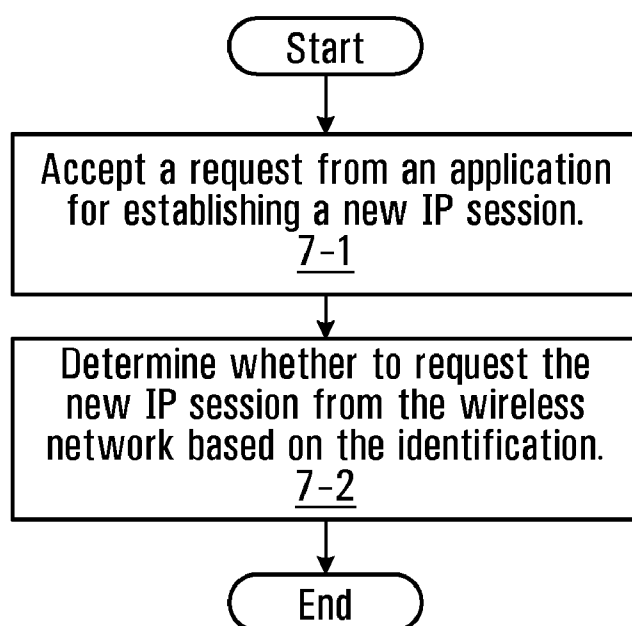 Start
Accept a request from an application
for establishing a new IP session.
7-1
Determine whether to request the
new IP session from the wireless
network based on the identification.
7-2
End